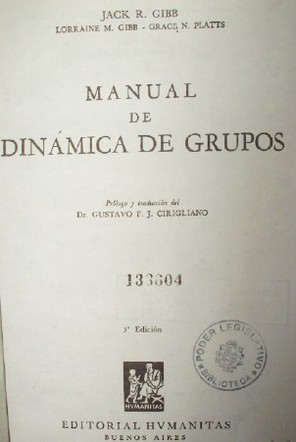 JACK R. GIBB
LORRAINE M. GIBB - GRACE N. PLATTS
MANUAL
DE
DINÁMICA DE GRUPOS
Prólogo y traducción del
Dr. GUSTAVO F. J. CIRIGLIANO
133604
3ª Edición
PODER LEGISLATIVO
BIBLIOTECA
HVMANITAS
EDITORIAL HVMANITAS
BUENOS AIRES